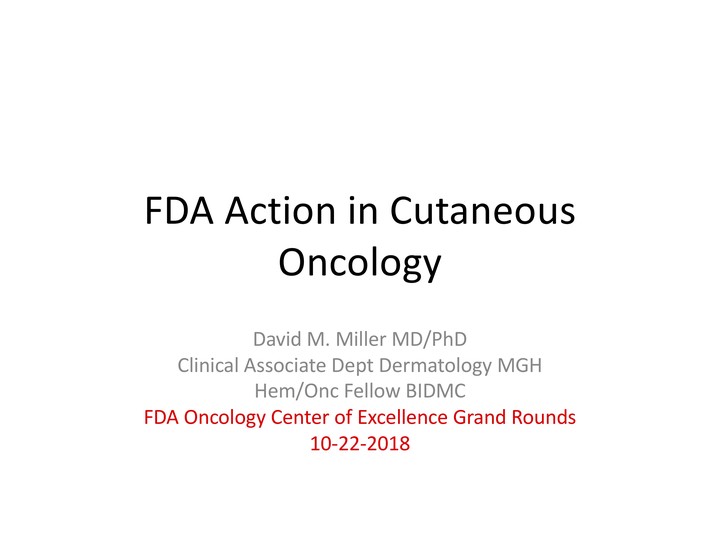 FDA Action in Cutaneous
Oncology
David M. Miller MD/PhD
Clinical Associate Dept Dermatology MGH
Hem/Onc Fellow BIDMC
FDA Oncology Center of Excellence Grand Rounds
10-22-2018